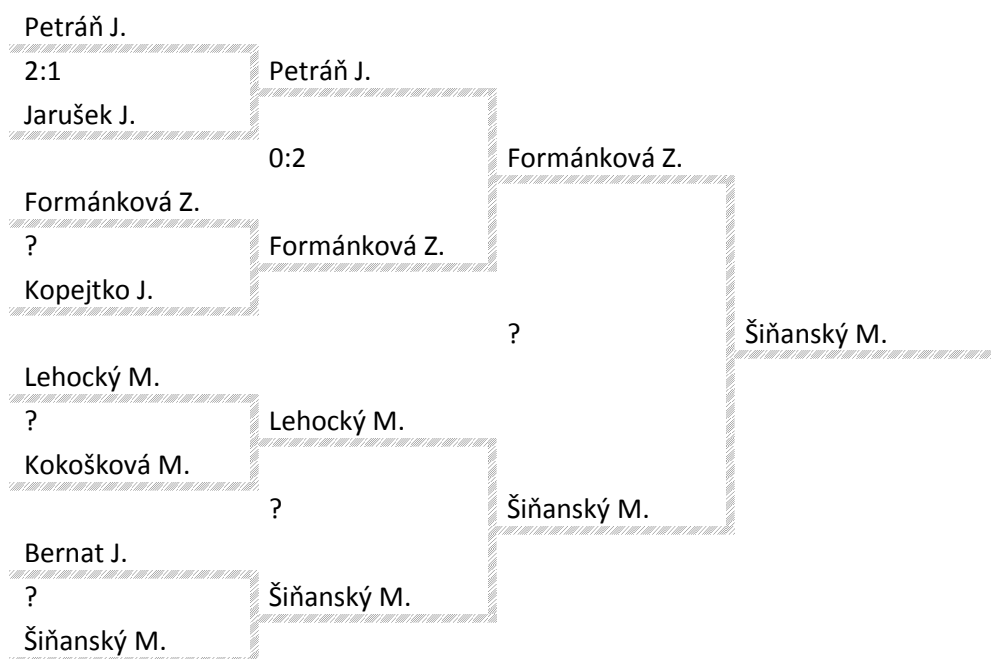 Petráň J.
2:1
Petráň J.
Jarušek J.
0:2
Formánková Z.
Formánková Z.
?
Formánková Z.
Kopejtko J.
?
Šiňanský M.
Lehocký M.
?
Lehocký M.
Kokošková M.
?
Šiňanský M.
Bernat J.
?
Šiňanský M.
Šiňanský M.